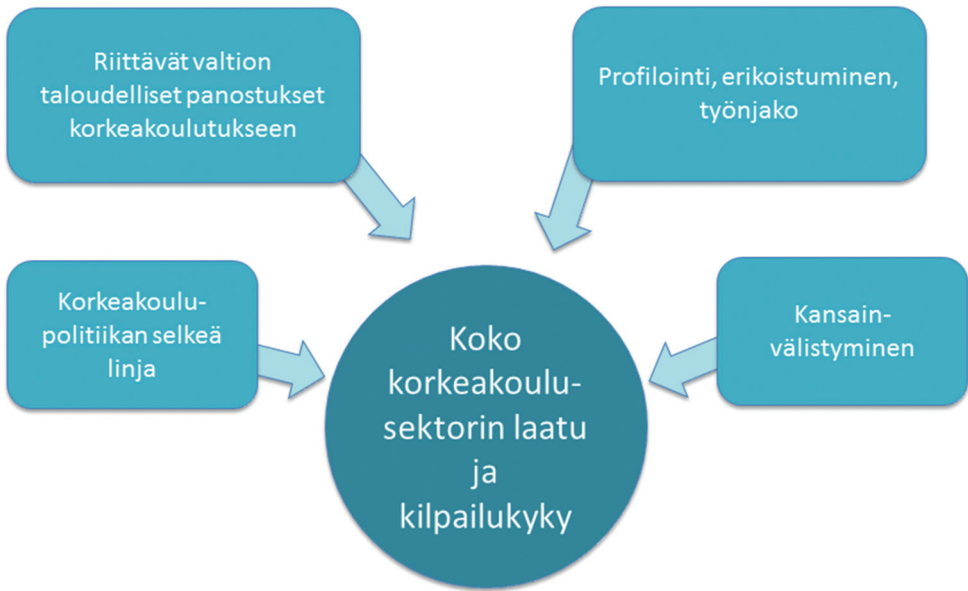 Riittävät valtion
taloudelliset panostukset
korkeakoulutukseen
Profilointi, erikoistuminen,
työnjako
Korkeakoulu-
politiikan selkeä
linja
Kansain-
välistyminen
Koko
korkeakoulu-
sektorin laatu
ja
kilpailukyky